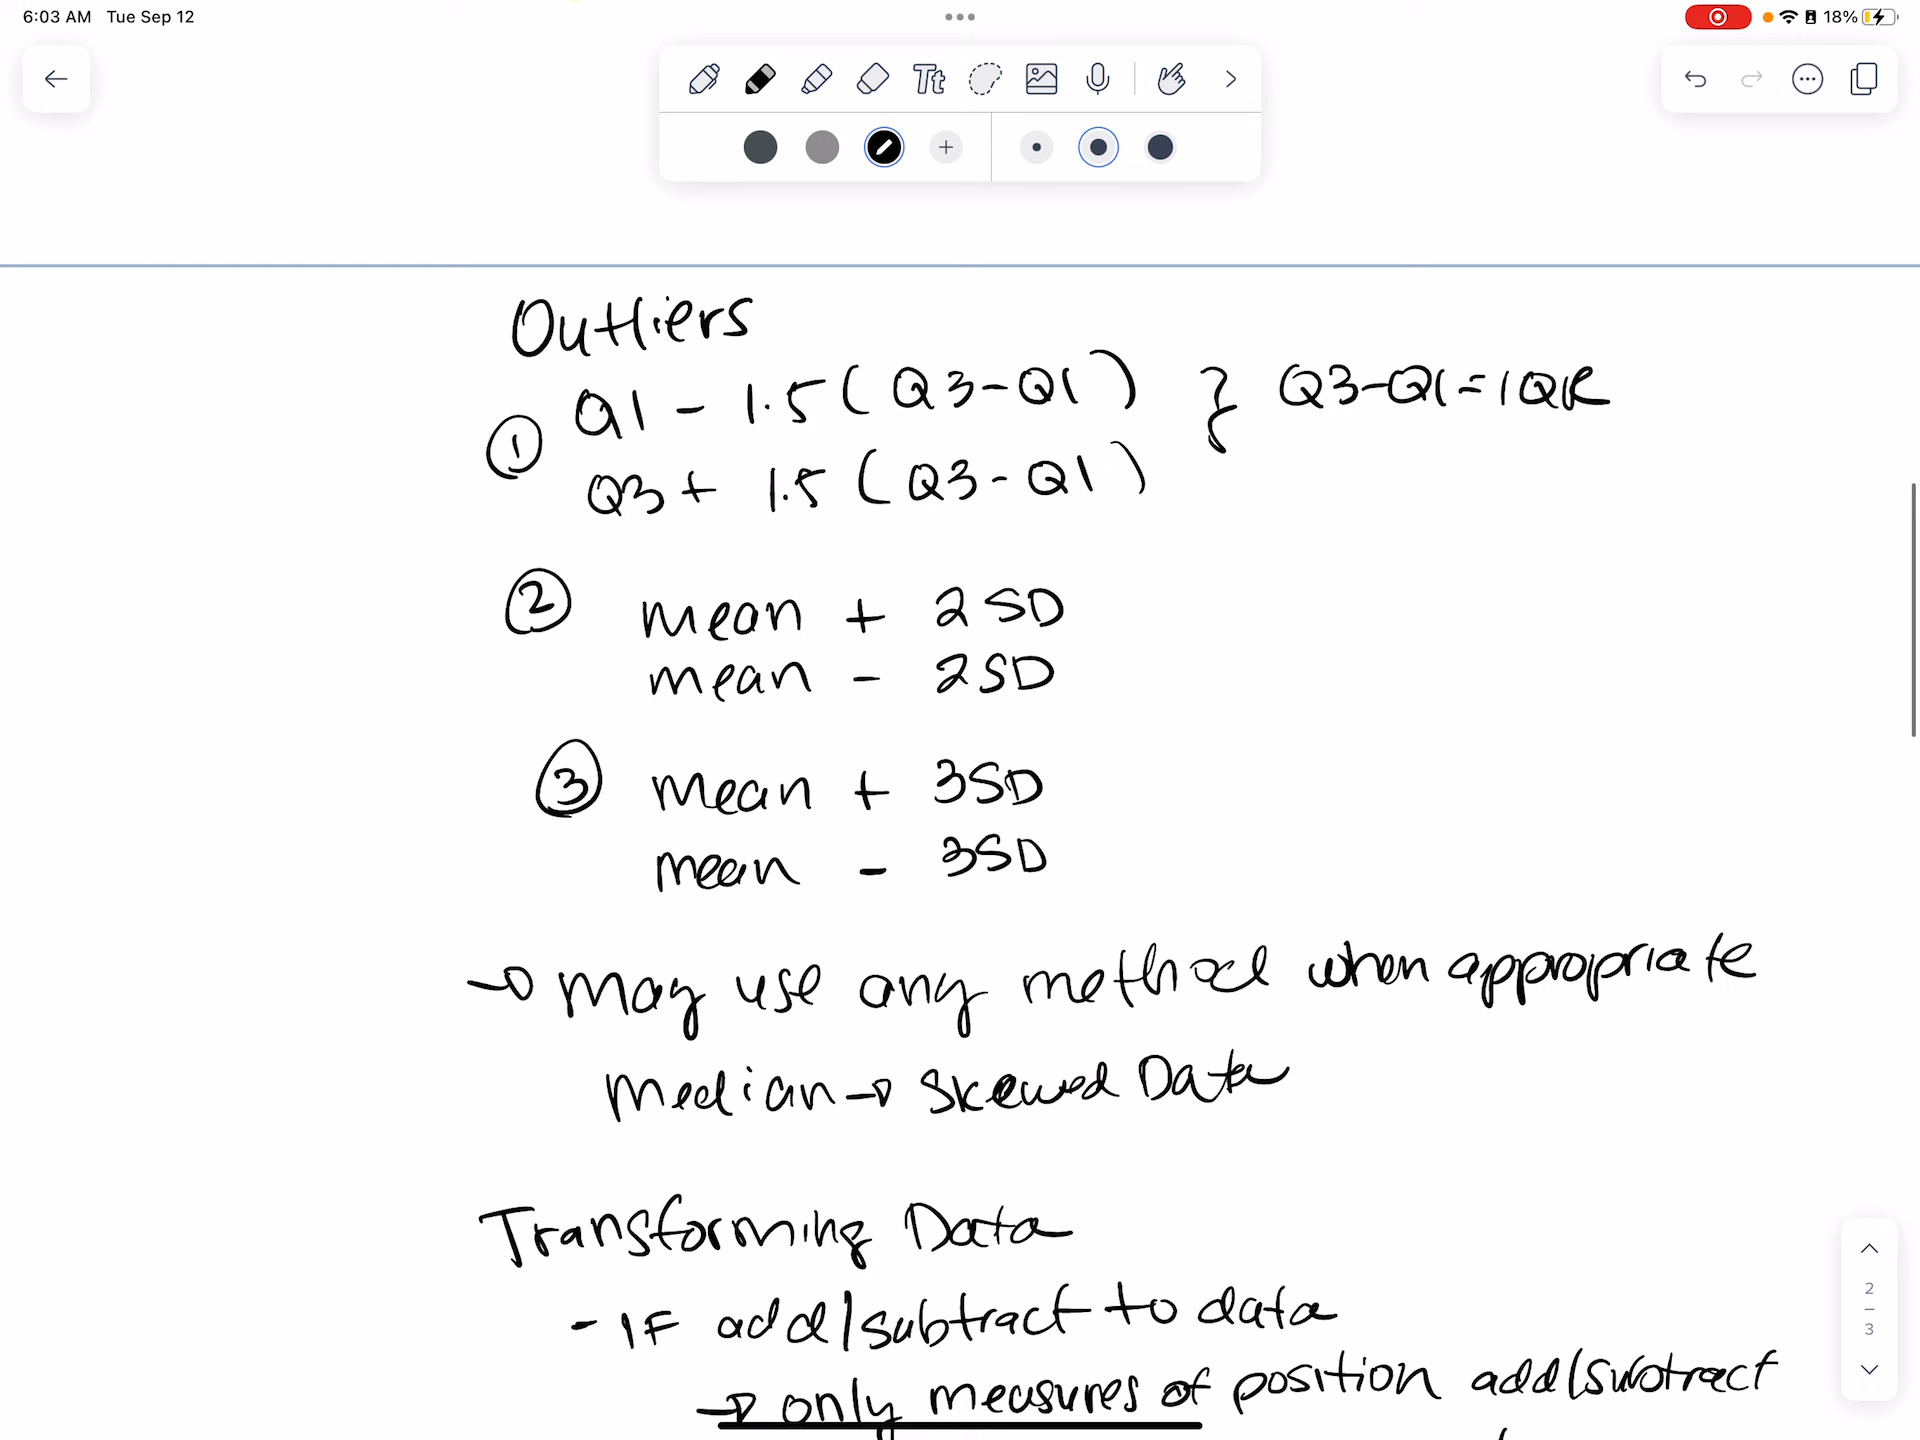 6:03 AM Tue Sep 12
18%
Tt
Outliers
① Q1 - 1.5 (Q3-Q1) } Q3-Q1=IQR
Q3 + 1.5 (Q3-Q1)
② mean + 2SD
mean - 2SD
③ mean + 3SD
mean - 3SD
→ may use any method when appropriate
Median → Skewed Data
Transforming Data
- IF add/subtract to data
→ only measures of position add/subtract
2
3